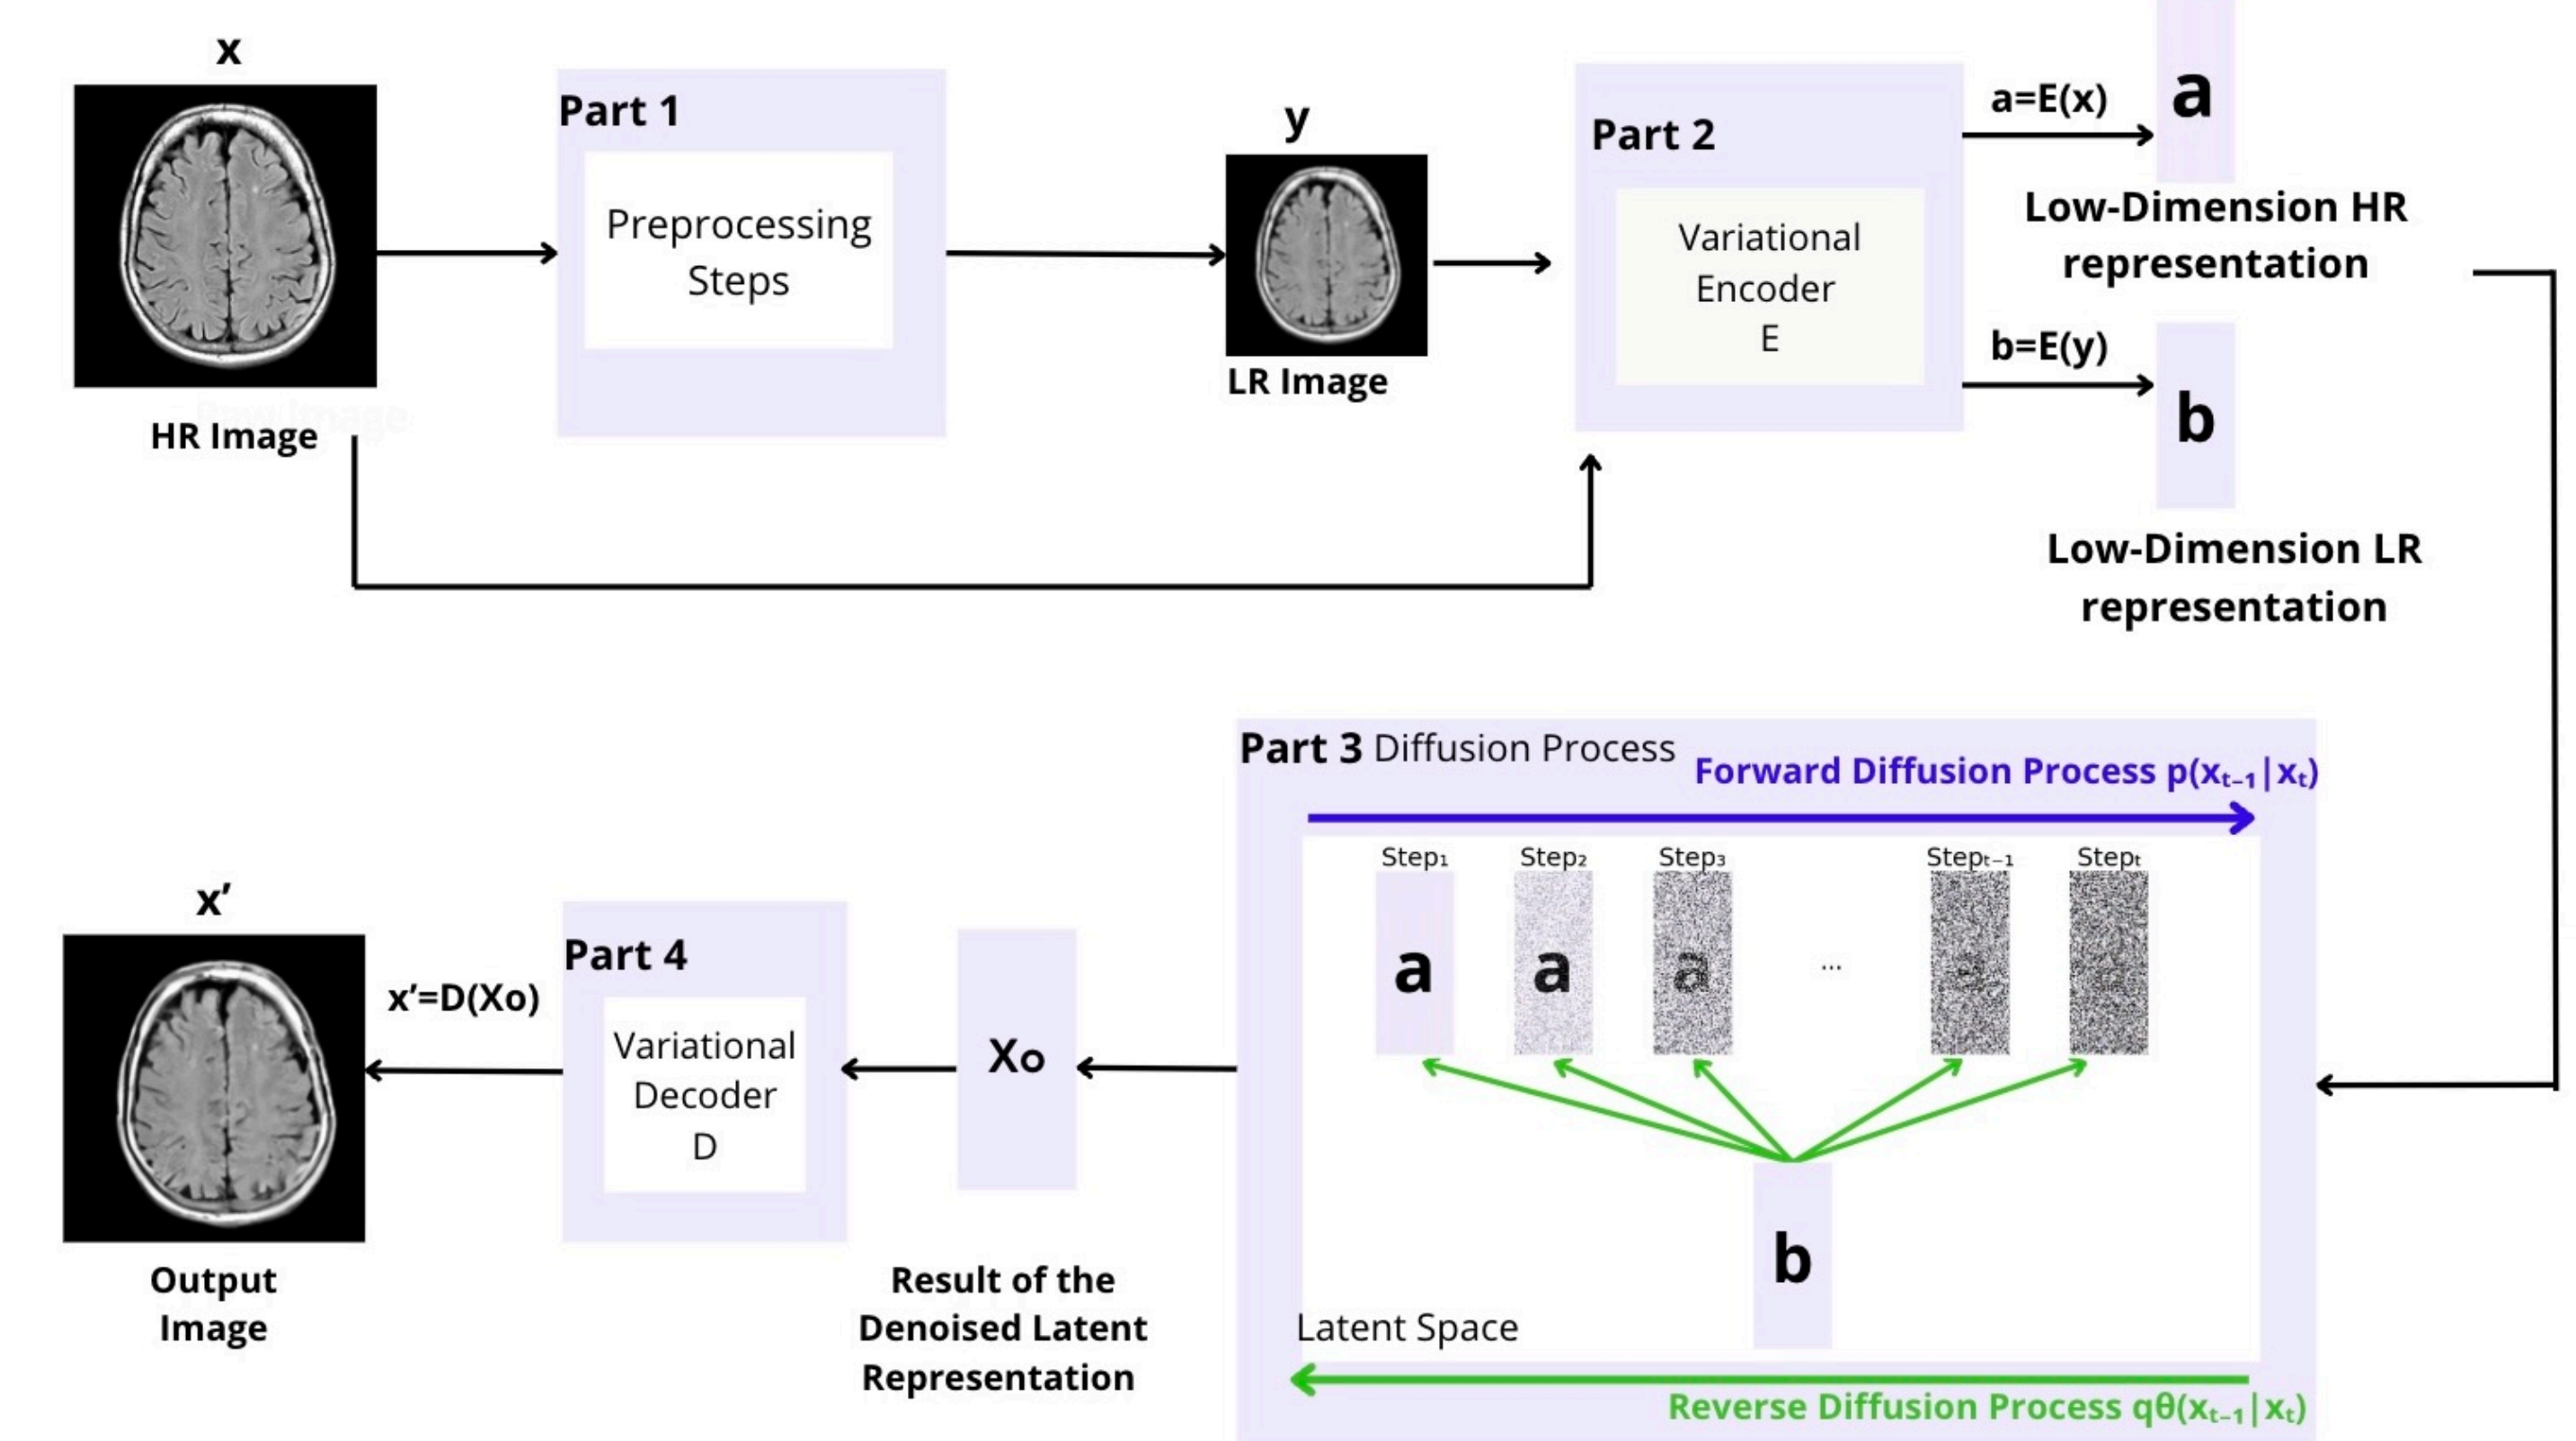 x
HR Image
Raw Image
Part 1
Preprocessing
Steps
y
LR Image
Part 2
Variational
Encoder
E
a=E(x)
a
Low-Dimension HR
representation
b=E(y)
b
Low-Dimension LR
representation
Part 3 Diffusion Process
Forward Diffusion Process p(xₜ₋₁|xₜ)
Step₁ Step₂ Step₃ Stepₜ₋₁ Stepₜ
a a a ... a a
b
Latent Space
Reverse Diffusion Process qθ(xₜ₋₁|xₜ)
Xo
Result of the
Denoised Latent
Representation
Part 4
Variational
Decoder
D
x’=D(Xo)
x’
Output
Image